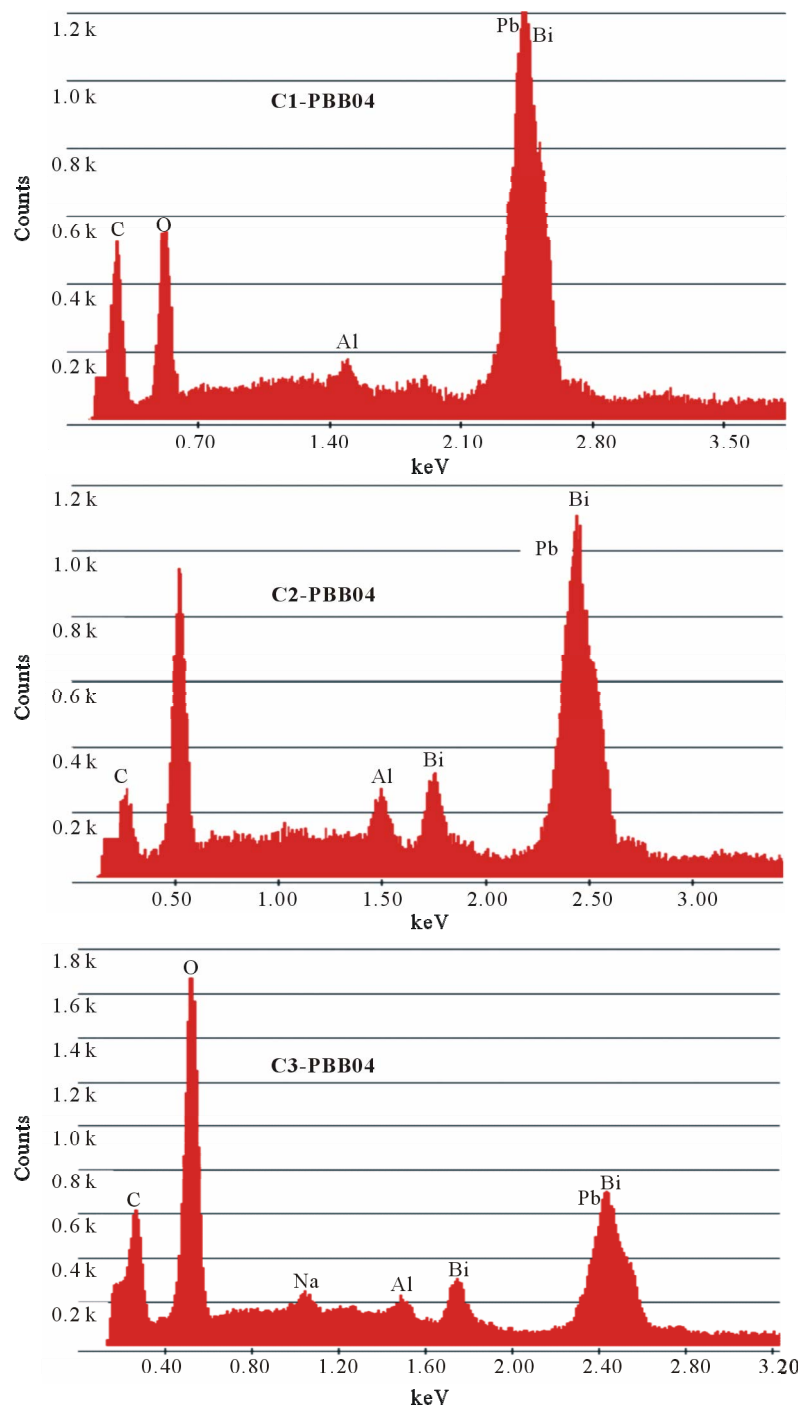 1.2 k
Pb
Bi
1.0 k
C1-PBB04
0.8 k
Counts
0.6 k
C
O
0.4 k
Al
0.2 k
0.70 1.40 2.10 2.80 3.50
keV
1.2 k
Bi
1.0 k
Pb
C2-PBB04
0.8 k
Counts
0.6 k
0.4 k
C
Al
Bi
0.2 k
0.50 1.00 1.50 2.00 2.50 3.00
keV
1.8 k
O
1.6 k
1.4 k
C3-PBB04
1.2 k
Counts
1.0 k
0.8 k
C
Pb
Bi
0.6 k
0.4 k
Na
Al
Bi
0.2 k
0.40 0.80 1.20 1.60 2.00 2.40 2.80 3.20
keV